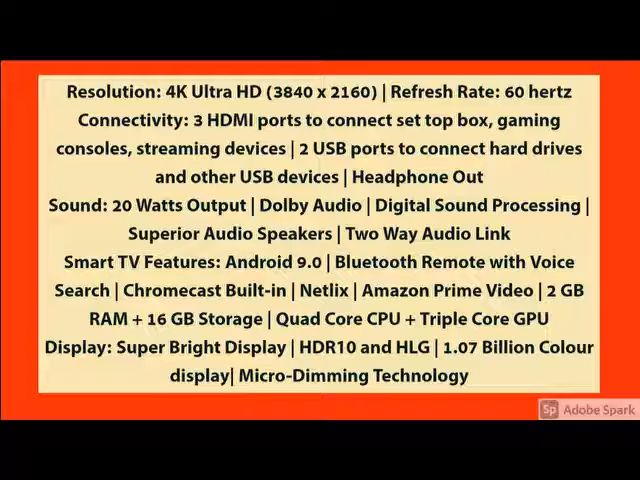 Resolution: 4K Ultra HD (3840 x 2160) | Refresh Rate: 60 hertz
Connectivity: 3 HDMI ports to connect set top box, gaming
consoles, streaming devices | 2 USB ports to connect hard drives
and other USB devices | Headphone Out
Sound: 20 Watts Output | Dolby Audio | Digital Sound Processing |
Superior Audio Speakers | Two Way Audio Link
Smart TV Features: Android 9.0 | Bluetooth Remote with Voice
Search | Chromecast Built-in | Netlix | Amazon Prime Video | 2 GB
RAM + 16 GB Storage | Quad Core CPU + Triple Core GPU
Display: Super Bright Display | HDR10 and HLG | 1.07 Billion Colour
display| Micro-Dimming Technology
Sp Adobe Spark